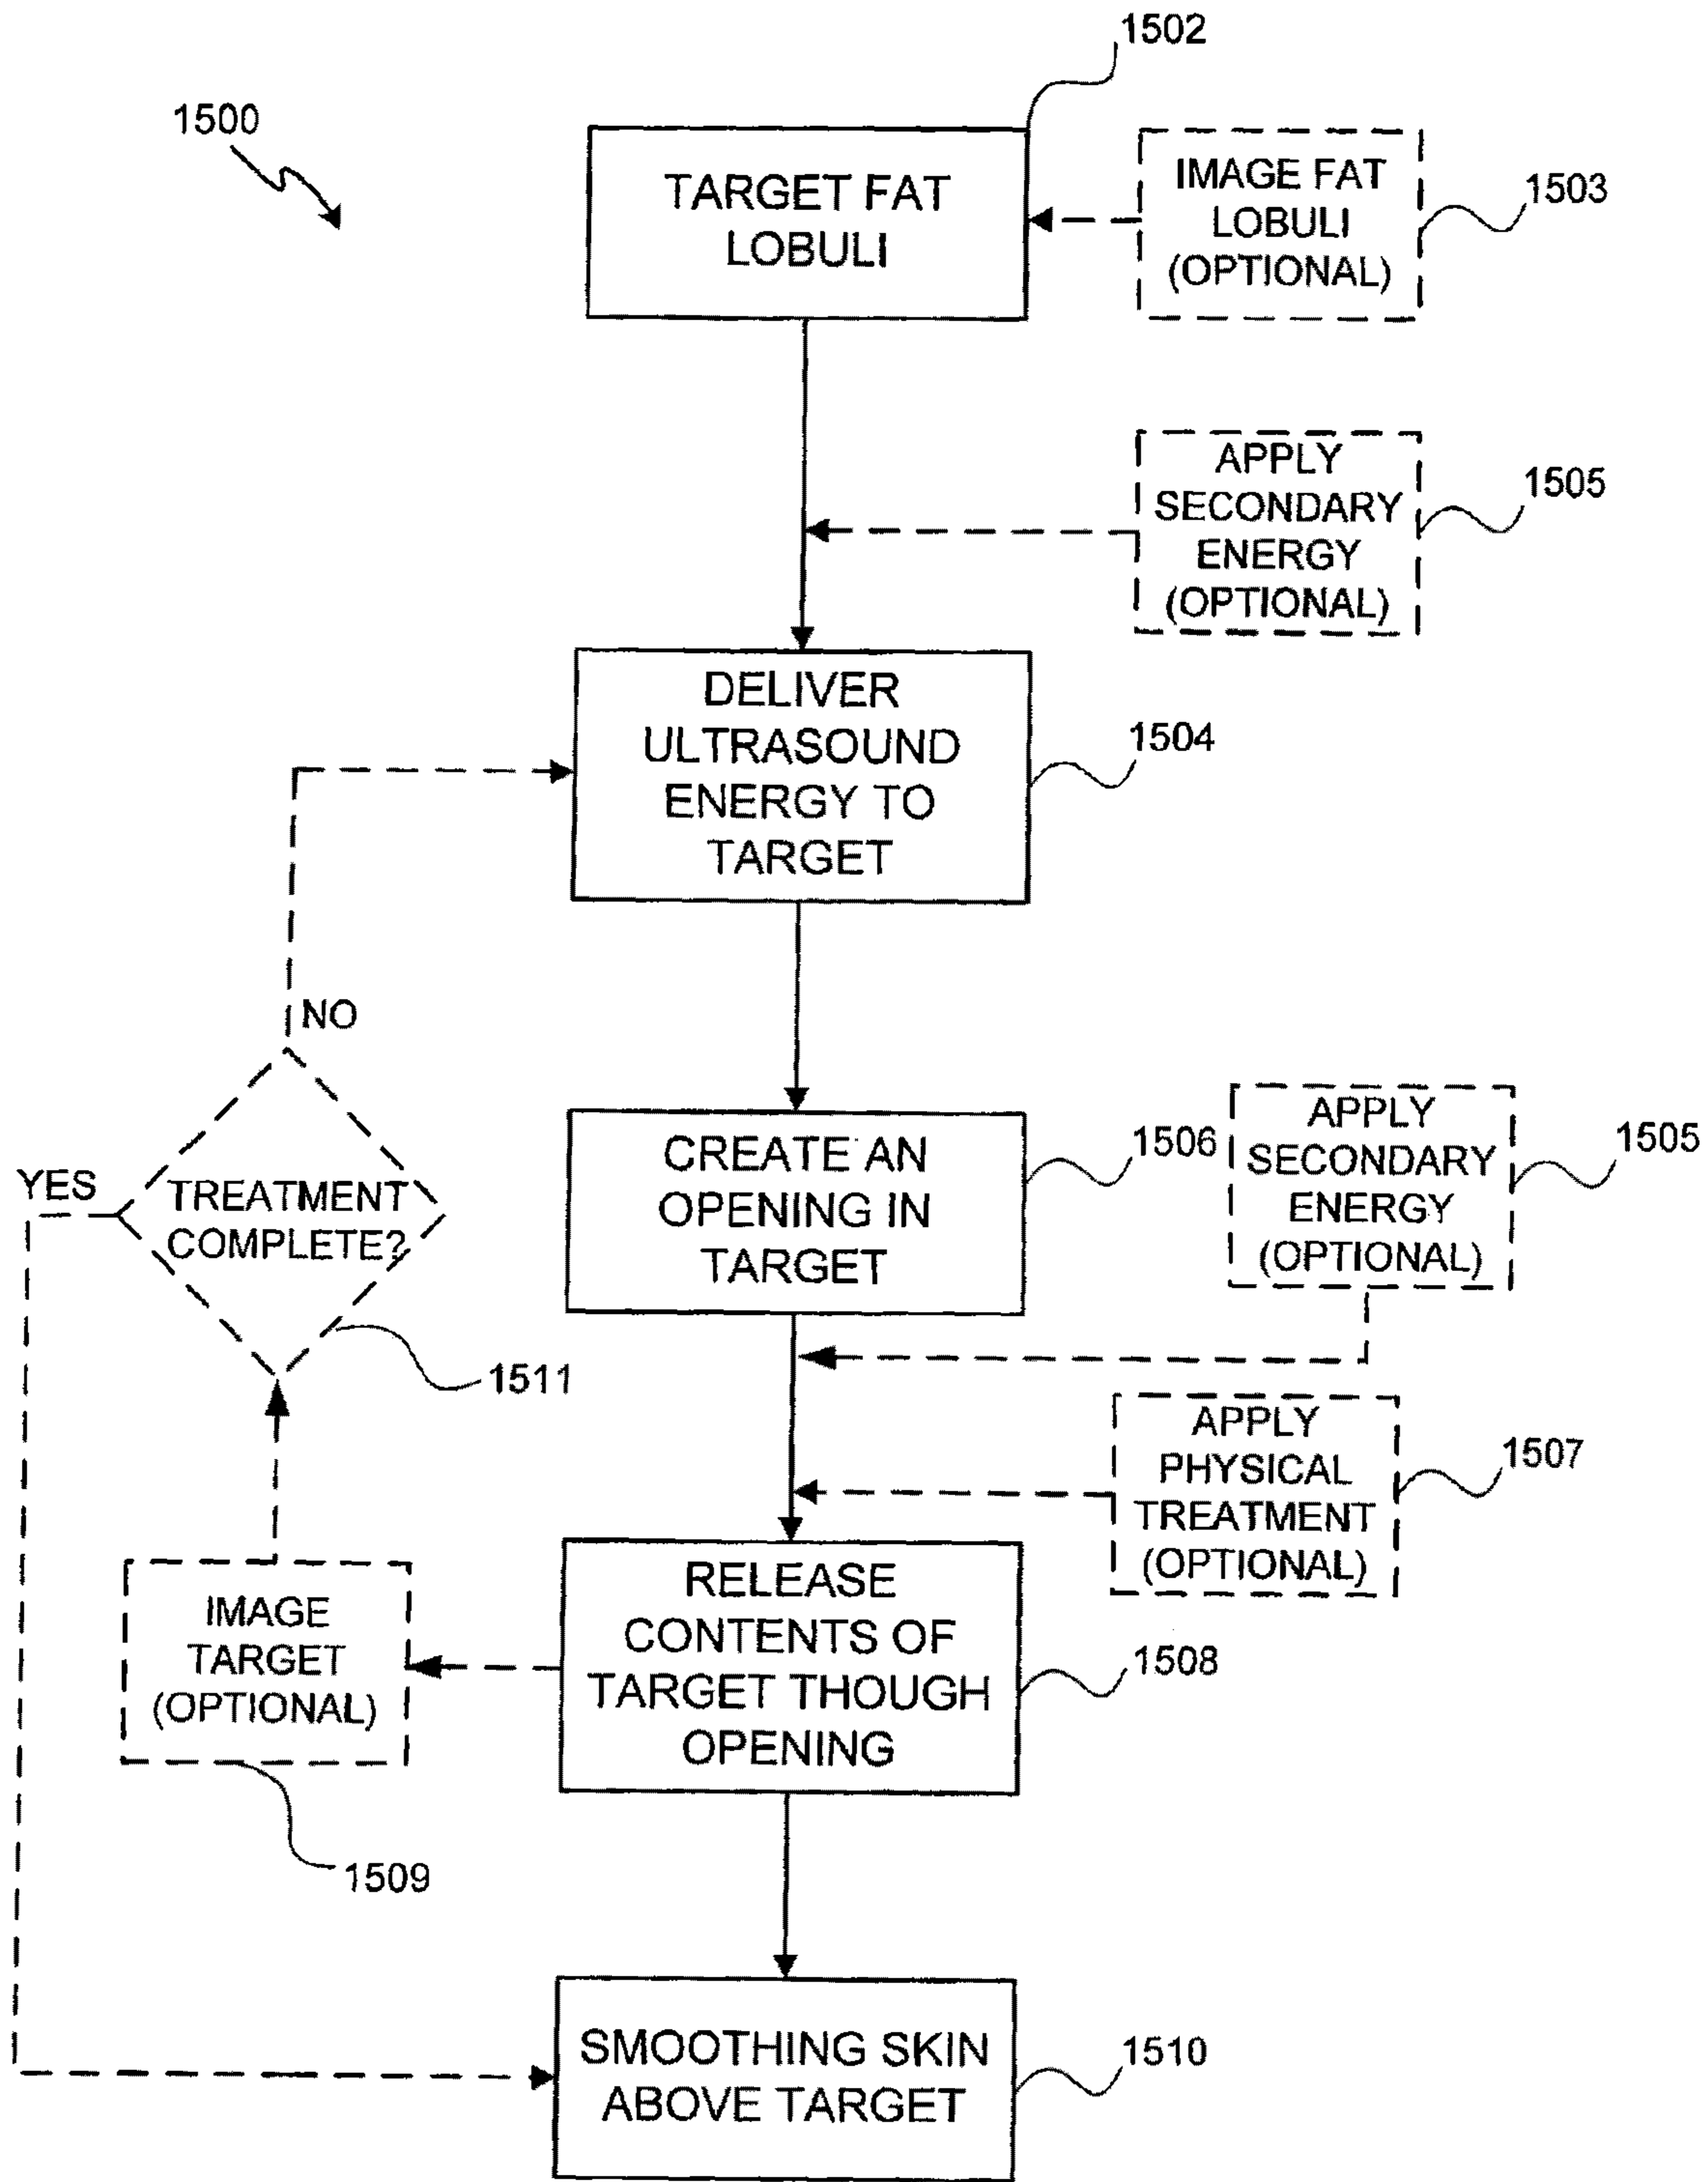 1502
1500
TARGET FAT
LOBULI
IMAGE FAT
LOBULI
(OPTIONAL)
1503
APPLY
SECONDARY
ENERGY
(OPTIONAL)
1505
DELIVER
ULTRASOUND
ENERGY TO
TARGET
1504
NO
YES
TREATMENT
COMPLETE?
1511
CREATE AN
OPENING IN
TARGET
1506
APPLY
SECONDARY
ENERGY
(OPTIONAL)
1505
APPLY
PHYSICAL
TREATMENT
(OPTIONAL)
1507
IMAGE
TARGET
(OPTIONAL)
1509
RELEASE
CONTENTS OF
TARGET THOUGH
OPENING
1508
SMOOTHING SKIN
ABOVE TARGET
1510